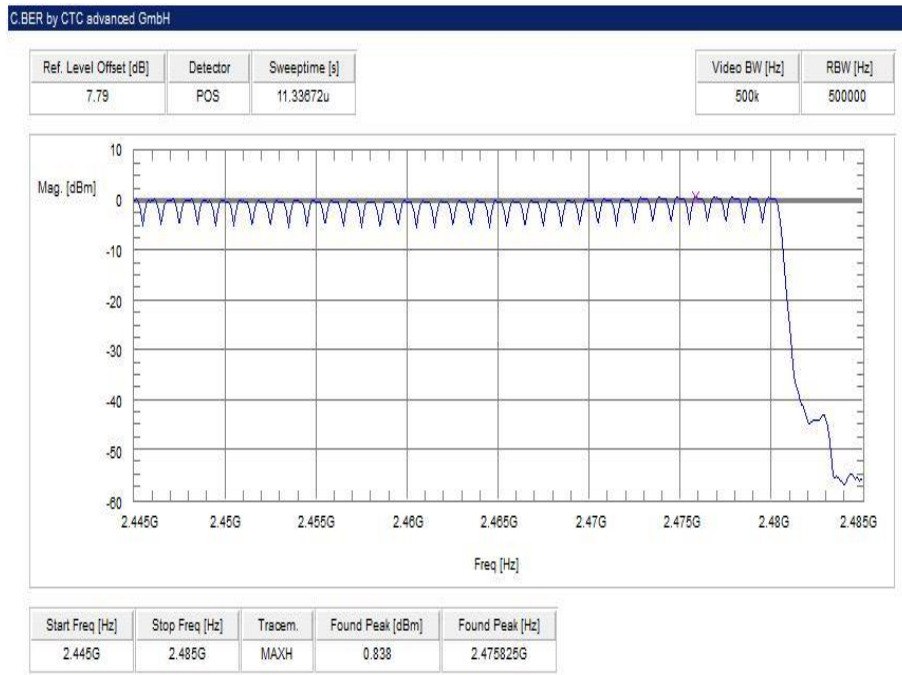 C.BER by CTC advanced GmbH
Ref. Level Offset [dB] Detector Sweeptime [s] Video BW [Hz] RBW [Hz]
7.79 POS 11.33672u 500k 500000
10
Mag. [dBm] 0
-10
-20
-30
-40
-50
-60
2.445G 2.45G 2.455G 2.46G 2.465G 2.47G 2.475G 2.48G 2.485G
Freq [Hz]
Start Freq [Hz] Stop Freq [Hz] Tracem. Found Peak [dBm] Found Peak [Hz]
2.445G 2.485G MAXH 0.838 2.475825G